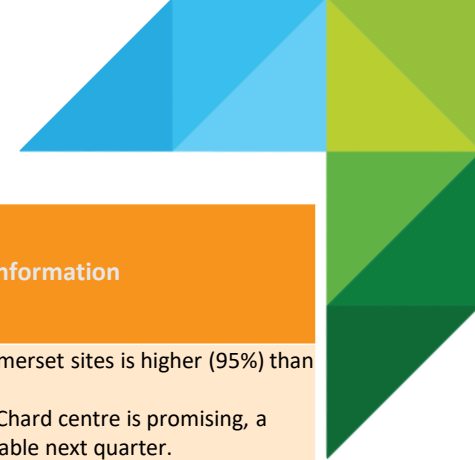 nformation
merset sites is higher (95%) than
Chard centre is promising, a
able next quarter.